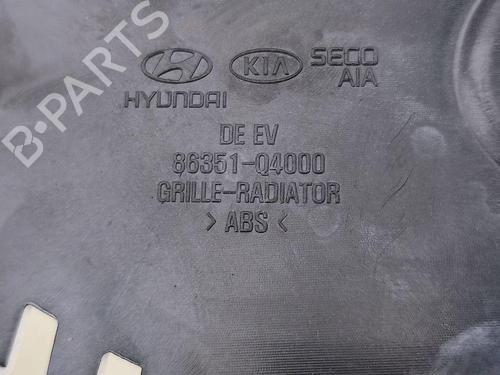 B-PARTS
HYUNDAI
KIA
SECO
AIA
DE EV
86351-Q4000
GRILLE-RADIATOR
> ABS <